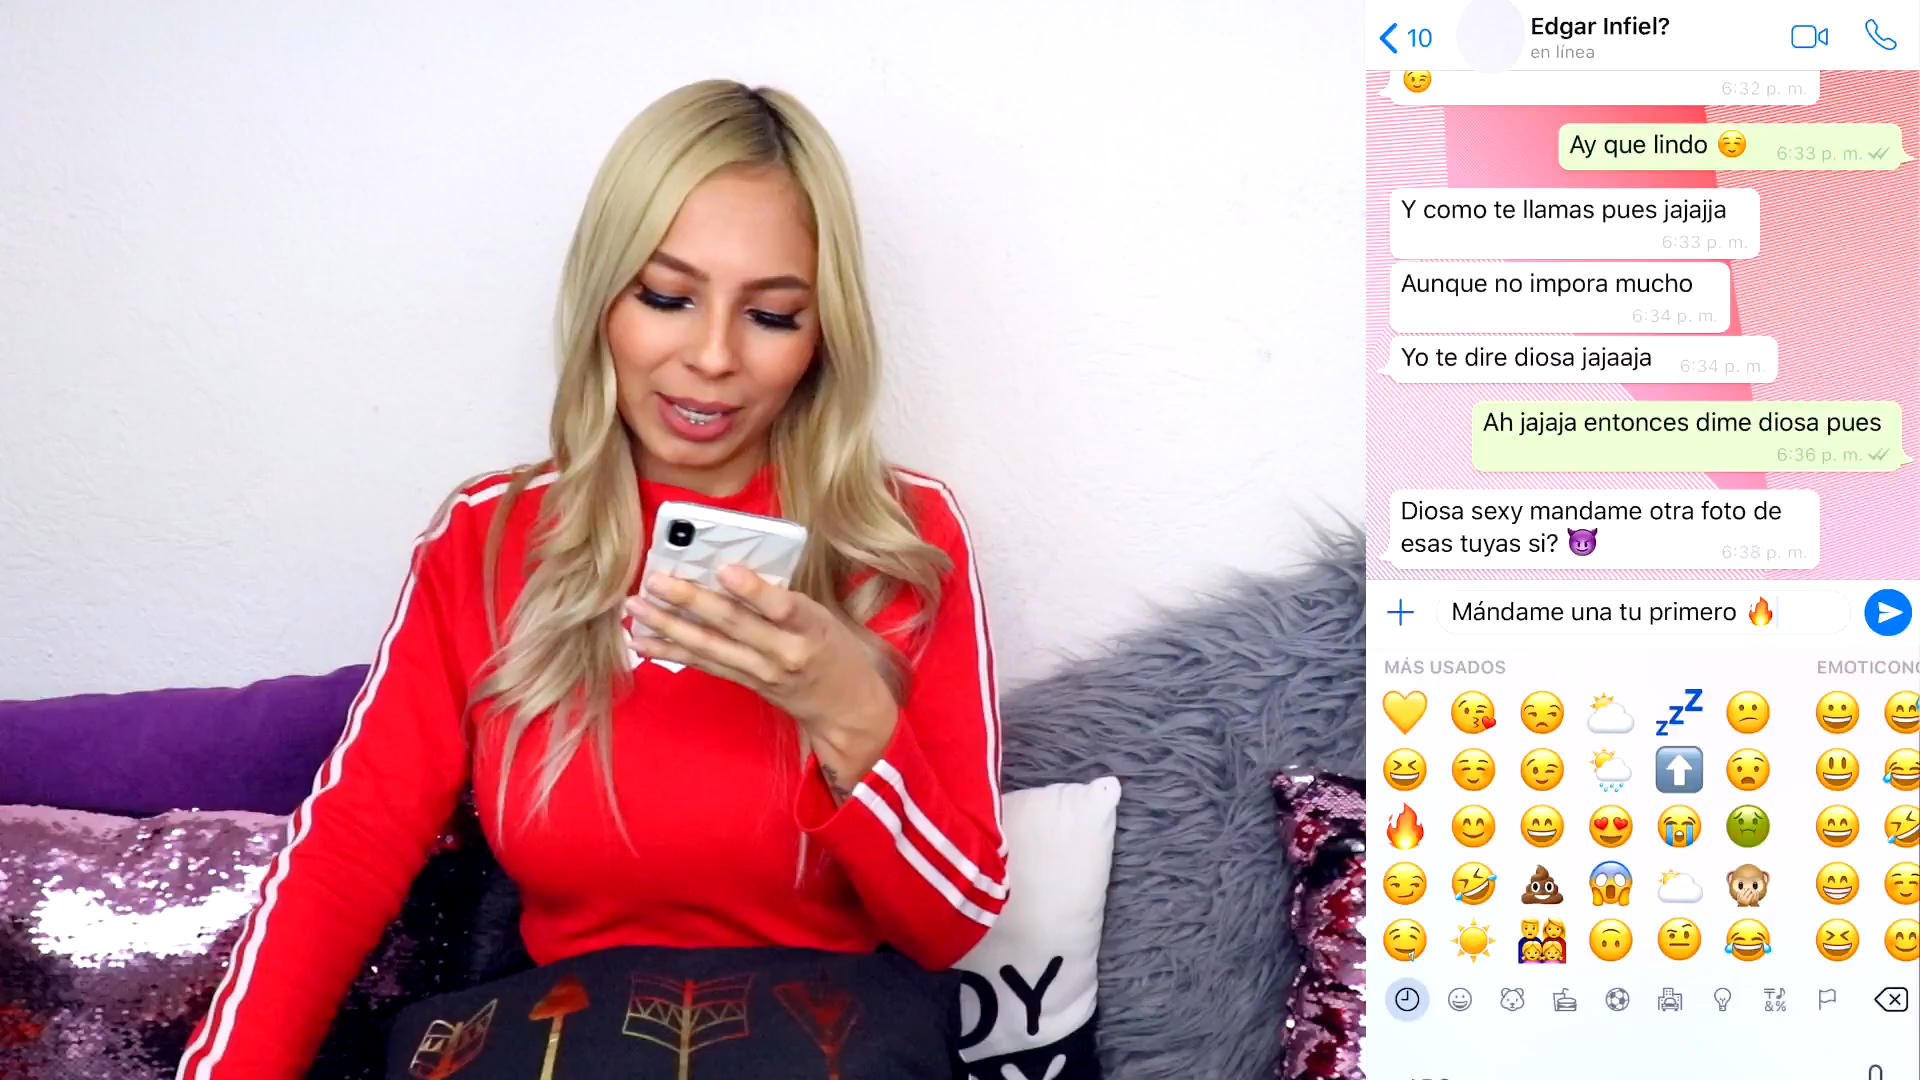 10
Edgar Infiel?
en línea
6:32 p. m.
Ay que lindo
6:33 p. m.
Y como te llamas pues jajajja
6:33 p. m.
Aunque no impora mucho
6:34 p. m.
Yo te dire diosa jajaaja
6:34 p. m.
Ah jajaja entonces dime diosa pues
6:36 p. m.
Diosa sexy mandame otra foto de
esas tuyas si?
6:38 p. m.
Mándame una tu primero
MÁS USADOS
EMOTICONO